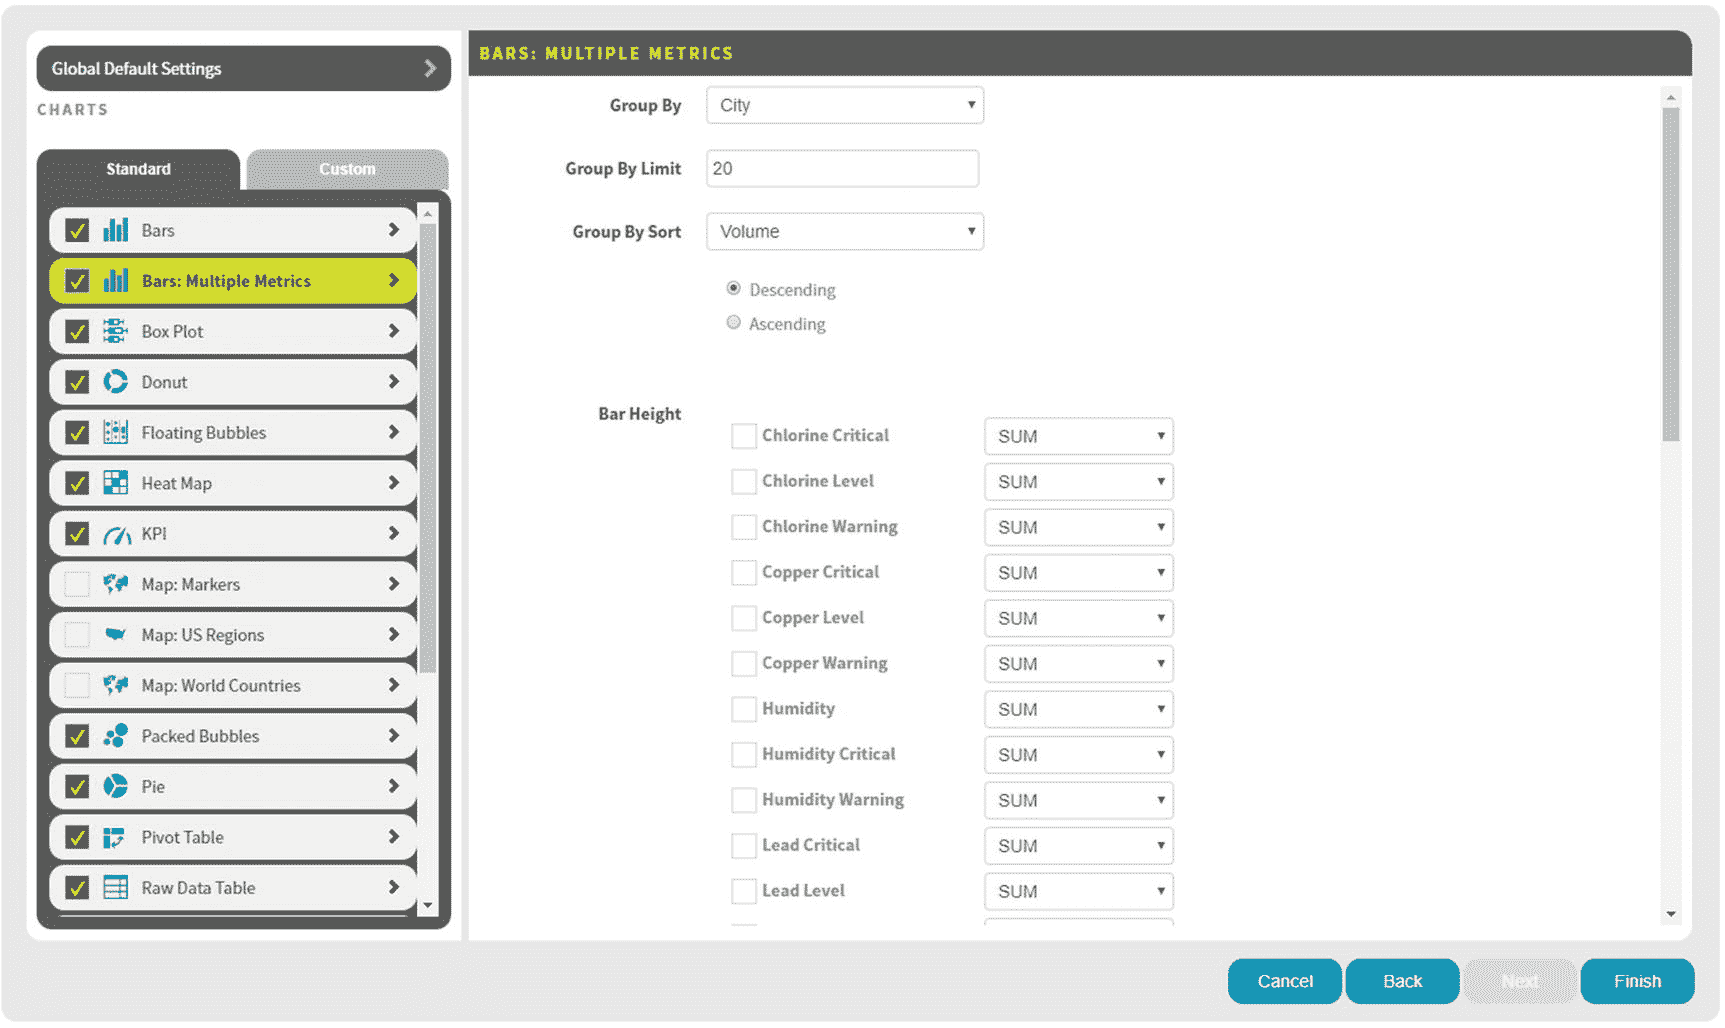 Global Default Settings
CHARTS
Standard
Custom
Bars
Bars: Multiple Metrics
Box Plot
Donut
Floating Bubbles
Heat Map
KPI
Map: Markers
Map: US Regions
Map: World Countries
Packed Bubbles
Pie
Pivot Table
Raw Data Table
BARS: MULTIPLE METRICS
Group By City
Group By Limit 20
Group By Sort Volume
Descending
Ascending
Bar Height
Chlorine Critical SUM
Chlorine Level SUM
Chlorine Warning SUM
Copper Critical SUM
Copper Level SUM
Copper Warning SUM
Humidity SUM
Humidity Critical SUM
Humidity Warning SUM
Lead Critical SUM
Lead Level SUM
Cancel Back Next Finish